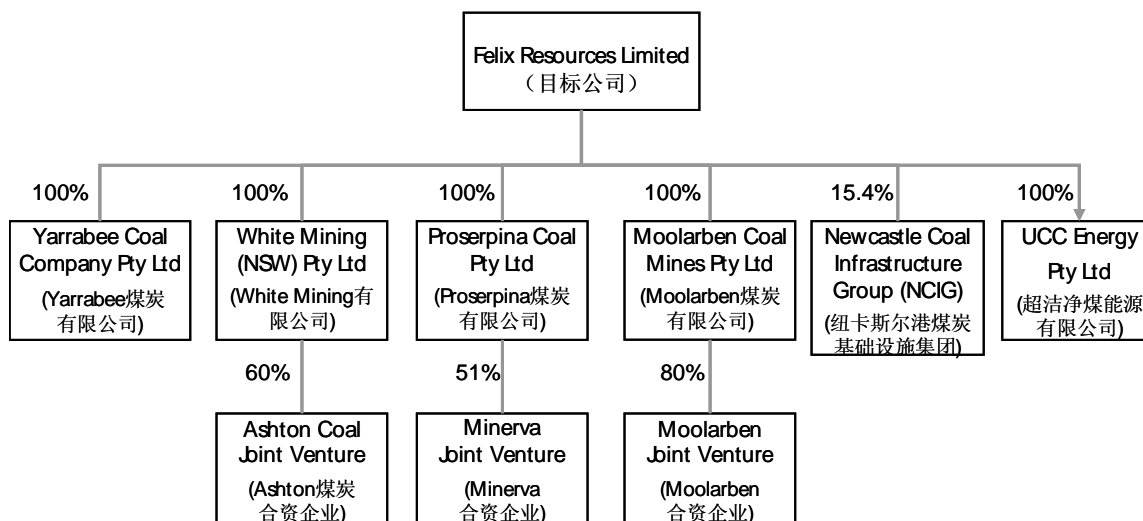 Felix Resources Limited
（目标公司）
100%
100%
100%
100%
15.4%
100%
Yarrabee Coal
Company Pty Ltd
(Yarrabee煤炭
有限公司)
White Mining
(NSW) Pty Ltd
(White Mining有
限公司)
Proserpina Coal
Pty Ltd
(Proserpina煤炭
有限公司)
Moolarben Coal
Mines Pty Ltd
(Moolarben煤炭
有限公司)
Newcastle Coal
Infrastructure
Group (NCIG)
(纽卡斯尔港煤炭
基础设施集团)
UCC Energy
Pty Ltd
(超洁净煤能源
有限公司)
60%
51%
80%
Ashton Coal
Joint Venture
(Ashton煤炭
合资企业)
Minerva
Joint Venture
(Minerva
合资企业)
Moolarben
Joint Venture
(Moolarben
合资企业)